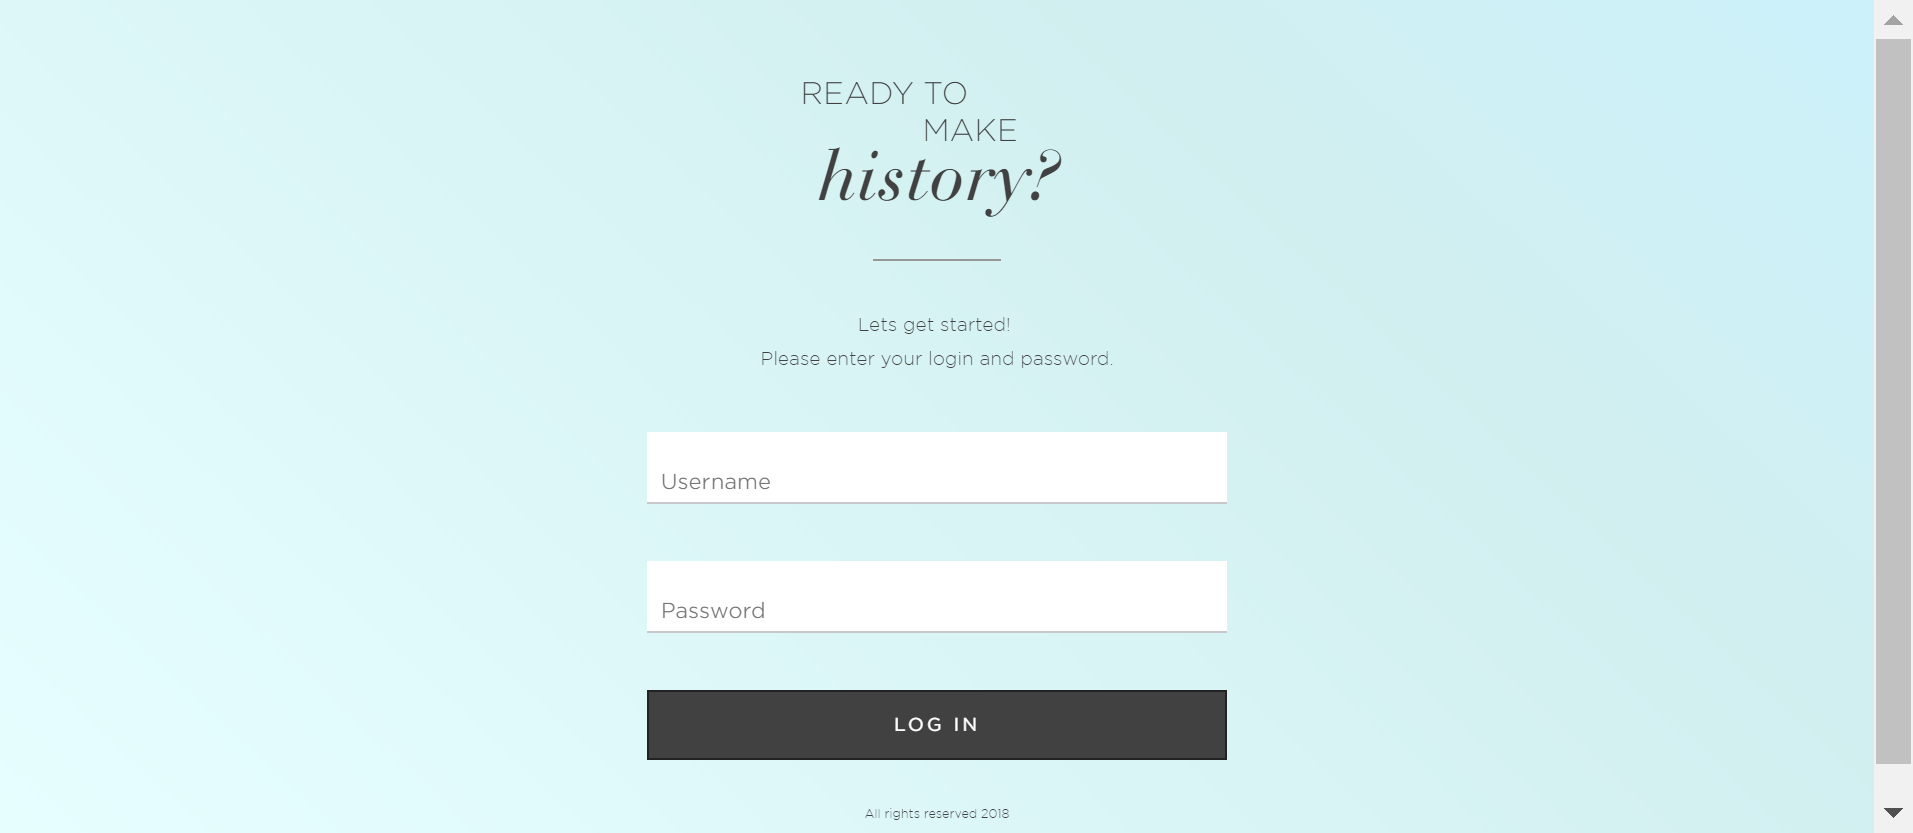 READY TO
MAKE
history?
Lets get started!
Please enter your login and password.
Username
Password
LOG IN
All rights reserved 2018